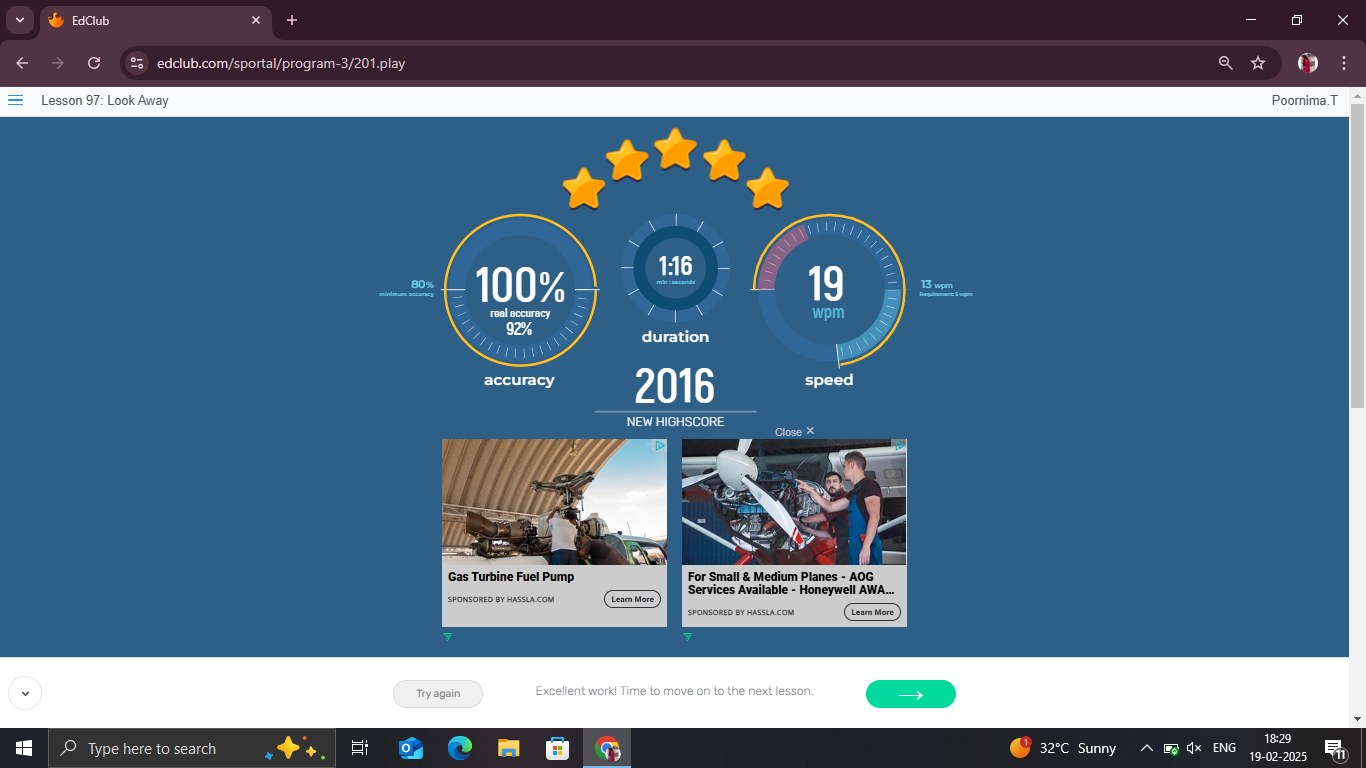 EdClub
edclub.com/sportal/program-3/201.play
Lesson 97: Look Away
Poornima.T
100%
real accuracy
92%
80%
minimum accuracy
accuracy
1:16
min : seconds
duration
19
wpm
13 wpm
Requirement: 5 wpm
speed
2016
NEW HIGHSCORE
Close ✕
Gas Turbine Fuel Pump
SPONSORED BY HASSLA.COM
Learn More
For Small & Medium Planes - AOG
Services Available - Honeywell AWA...
SPONSORED BY HASSLA.COM
Learn More
Try again
Excellent work! Time to move on to the next lesson.
Type here to search
1
32°C Sunny
ENG
18:29
19-02-2025
11